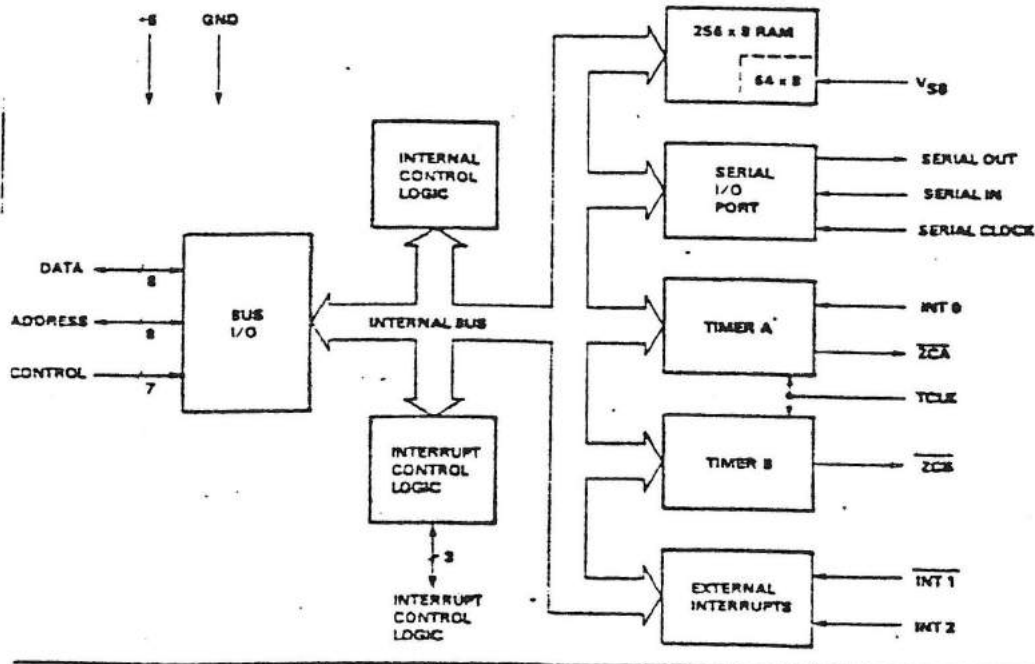 GND
256 x 8 RAM
64 x 8
VSB
INTERNAL
CONTROL
LOGIC
SERIAL
I/O
PORT
SERIAL OUT
SERIAL IN
SERIAL CLOCK
DATA
8
ADDRESS
8
CONTROL
7
BUS
I/O
INTERNAL BUS
TIMER A
INT 0
ZCA
TCLK
TIMER B
ZCB
INTERRUPT
CONTROL
LOGIC
3
INTERRUPT
CONTROL
LOGIC
EXTERNAL
INTERRUPTS
INT 1
INT 2